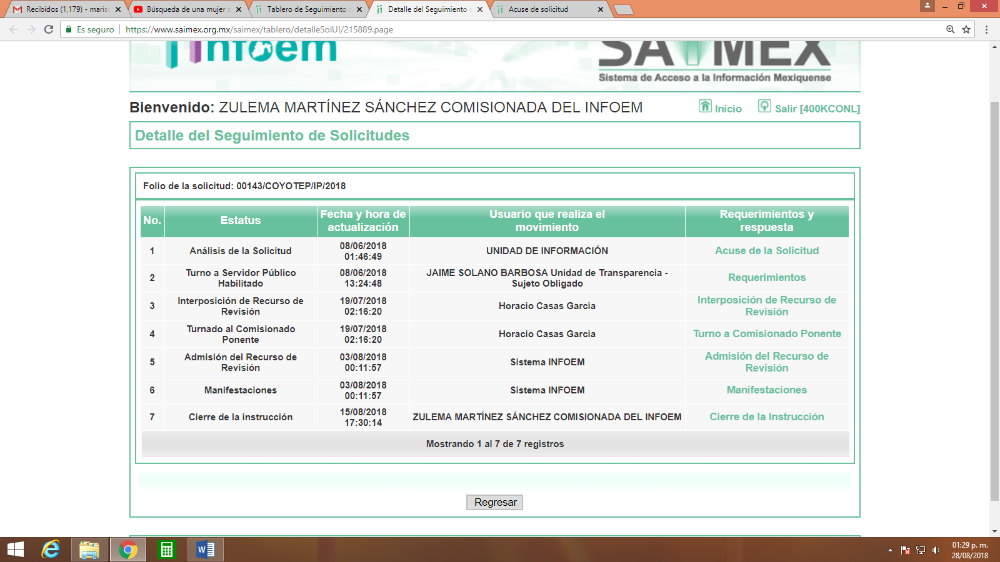 Recibidos (1,179) - maris
Búsqueda de una mujer
Tablero de Seguimiento
Detalle del Seguimiento
Acuse de solicitud
Es seguro
https://www.saimex.org.mx/saimex/tablero/detalleSolUI/215889.page
infoem
SAIMEX
Sistema de Acceso a la Información Mexiquense
Bienvenido: ZULEMA MARTÍNEZ SÁNCHEZ COMISIONADA DEL INFOEM
Inicio
Salir [400KCONL]
Detalle del Seguimiento de Solicitudes
Folio de la solicitud: 00143/COYOTEP/IP/2018
No.
Estatus
Fecha y hora de
actualización
Usuario que realiza el
movimiento
Requerimientos y
respuesta
1
Análisis de la Solicitud
08/06/2018
01:46:49
UNIDAD DE INFORMACIÓN
Acuse de la Solicitud
2
Turno a Servidor Público
Habilitado
08/06/2018
13:24:48
JAIME SOLANO BARBOSA Unidad de Transparencia -
Sujeto Obligado
Requerimientos
3
Interposición de Recurso de
Revisión
19/07/2018
02:16:20
Horacio Casas Garcia
Interposición de Recurso de
Revisión
4
Turnado al Comisionado
Ponente
19/07/2018
02:16:20
Horacio Casas Garcia
Turno a Comisionado Ponente
5
Admisión del Recurso de
Revisión
03/08/2018
00:11:57
Sistema INFOEM
Admisión del Recurso de
Revisión
6
Manifestaciones
03/08/2018
00:11:57
Sistema INFOEM
Manifestaciones
7
Cierre de la instrucción
15/08/2018
17:30:14
ZULEMA MARTÍNEZ SÁNCHEZ COMISIONADA DEL INFOEM
Cierre de la Instrucción
Mostrando 1 al 7 de 7 registros
Regresar
01:29 p. m.
28/08/2018